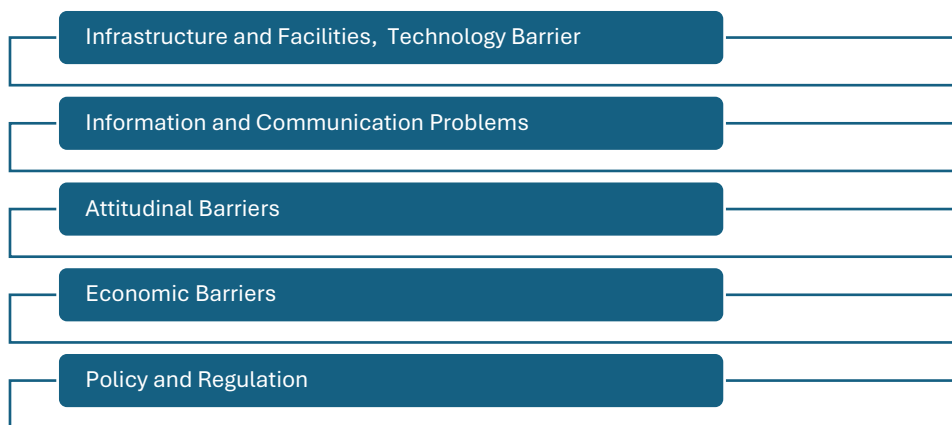 Infrastructure and Facilities, Technology Barrier
Information and Communication Problems
Attitudinal Barriers
Economic Barriers
Policy and Regulation